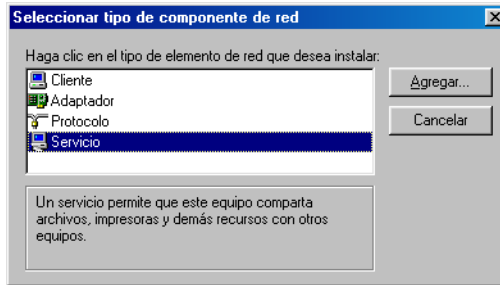 Seleccionar tipo de componente de red
Haga clic en el tipo de elemento de red que desea instalar:
Cliente
Adaptador
Protocolo
Servicio
Agregar...
Cancelar
Un servicio permite que este equipo comparta
archivos, impresoras y demás recursos con otros
equipos.